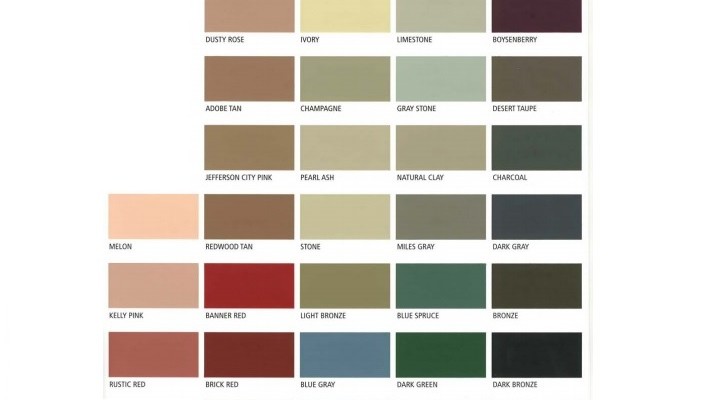 DUSTY ROSE
IVORY
LIMESTONE
BOYSENBERRY
ADOBE TAN
CHAMPAGNE
GRAY STONE
DESERT TAUPE
JEFFERSON CITY PINK
PEARL ASH
NATURAL CLAY
CHARCOAL
MELON
REDWOOD TAN
STONE
MILES GRAY
DARK GRAY
KELLY PINK
BANNER RED
LIGHT BRONZE
BLUE SPRUCE
BRONZE
RUSTIC RED
BRICK RED
BLUE GRAY
DARK GREEN
DARK BRONZE